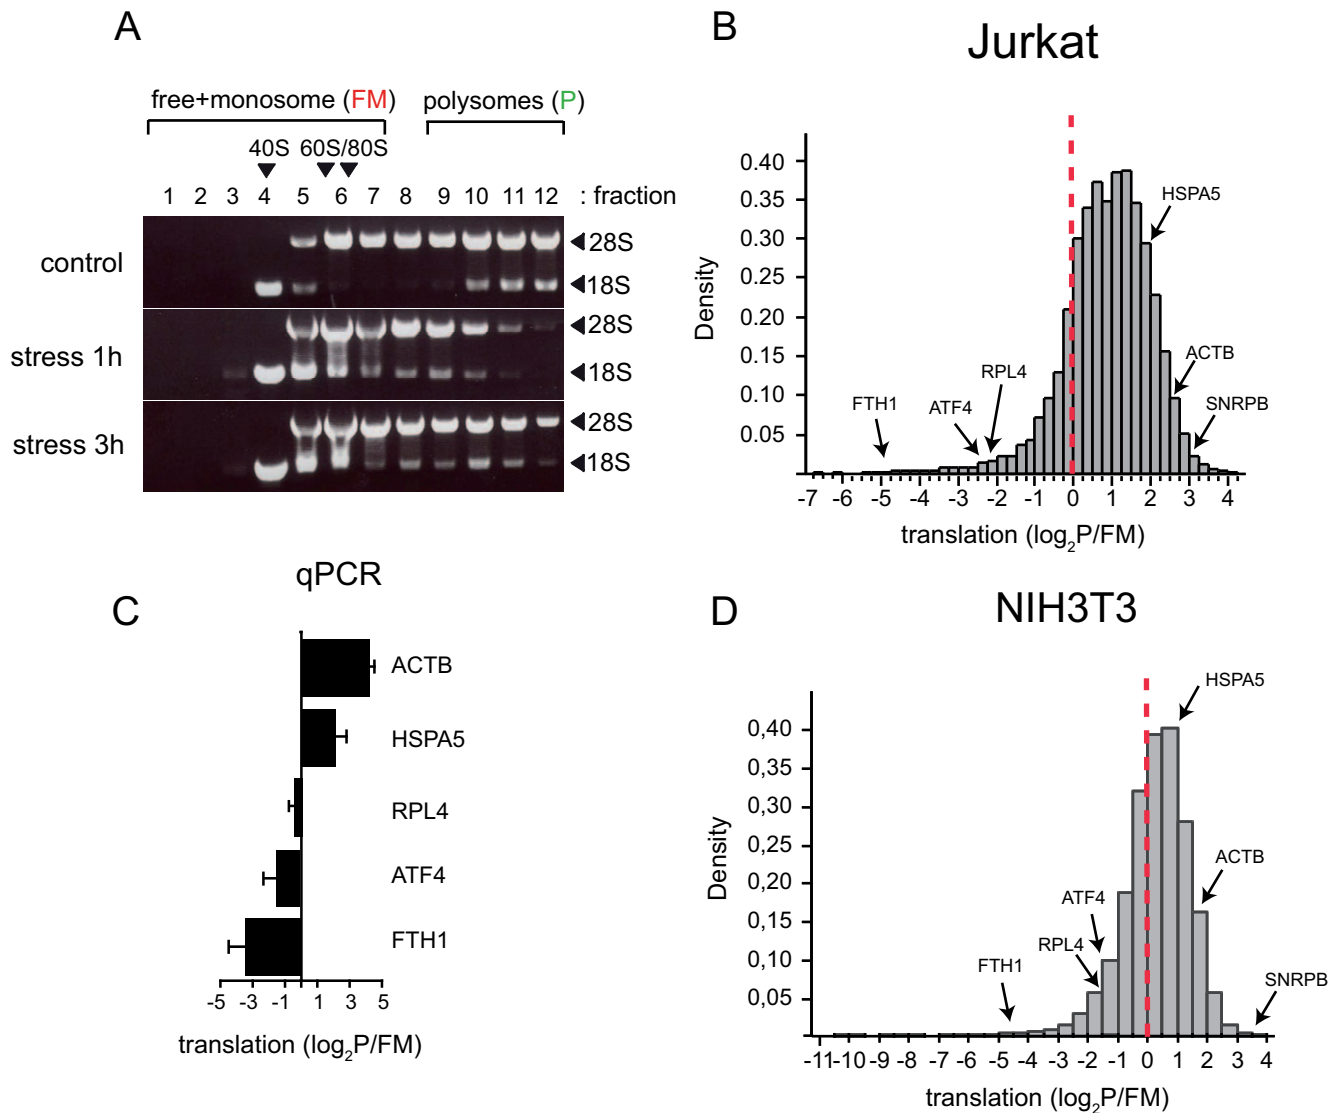 A
free+monosome (FM)
polysomes (P)
40S 60S/80S
1 2 3 4 5 6 7 8 9 10 11 12 : fraction
control
28S
18S
stress 1h
28S
18S
stress 3h
28S
18S
B
Jurkat
Density
0.40
0.35
0.30
0.25
0.20
0.15
0.10
0.05
HSPA5
ACTB
SNRPB
RPL4
ATF4
FTH1
-7 -6 -5 -4 -3 -2 -1 0 1 2 3 4
translation (log2P/FM)
C
qPCR
ACTB
HSPA5
RPL4
ATF4
FTH1
-5 -3 -1 1 3 5
translation (log2P/FM)
D
NIH3T3
Density
0,40
0,35
0,30
0,25
0,20
0,15
0,10
0,05
HSPA5
ACTB
SNRPB
ATF4
RPL4
FTH1
-11 -10 -9 -8 -7 -6 -5 -4 -3 -2 -1 0 1 2 3 4
translation (log2P/FM)